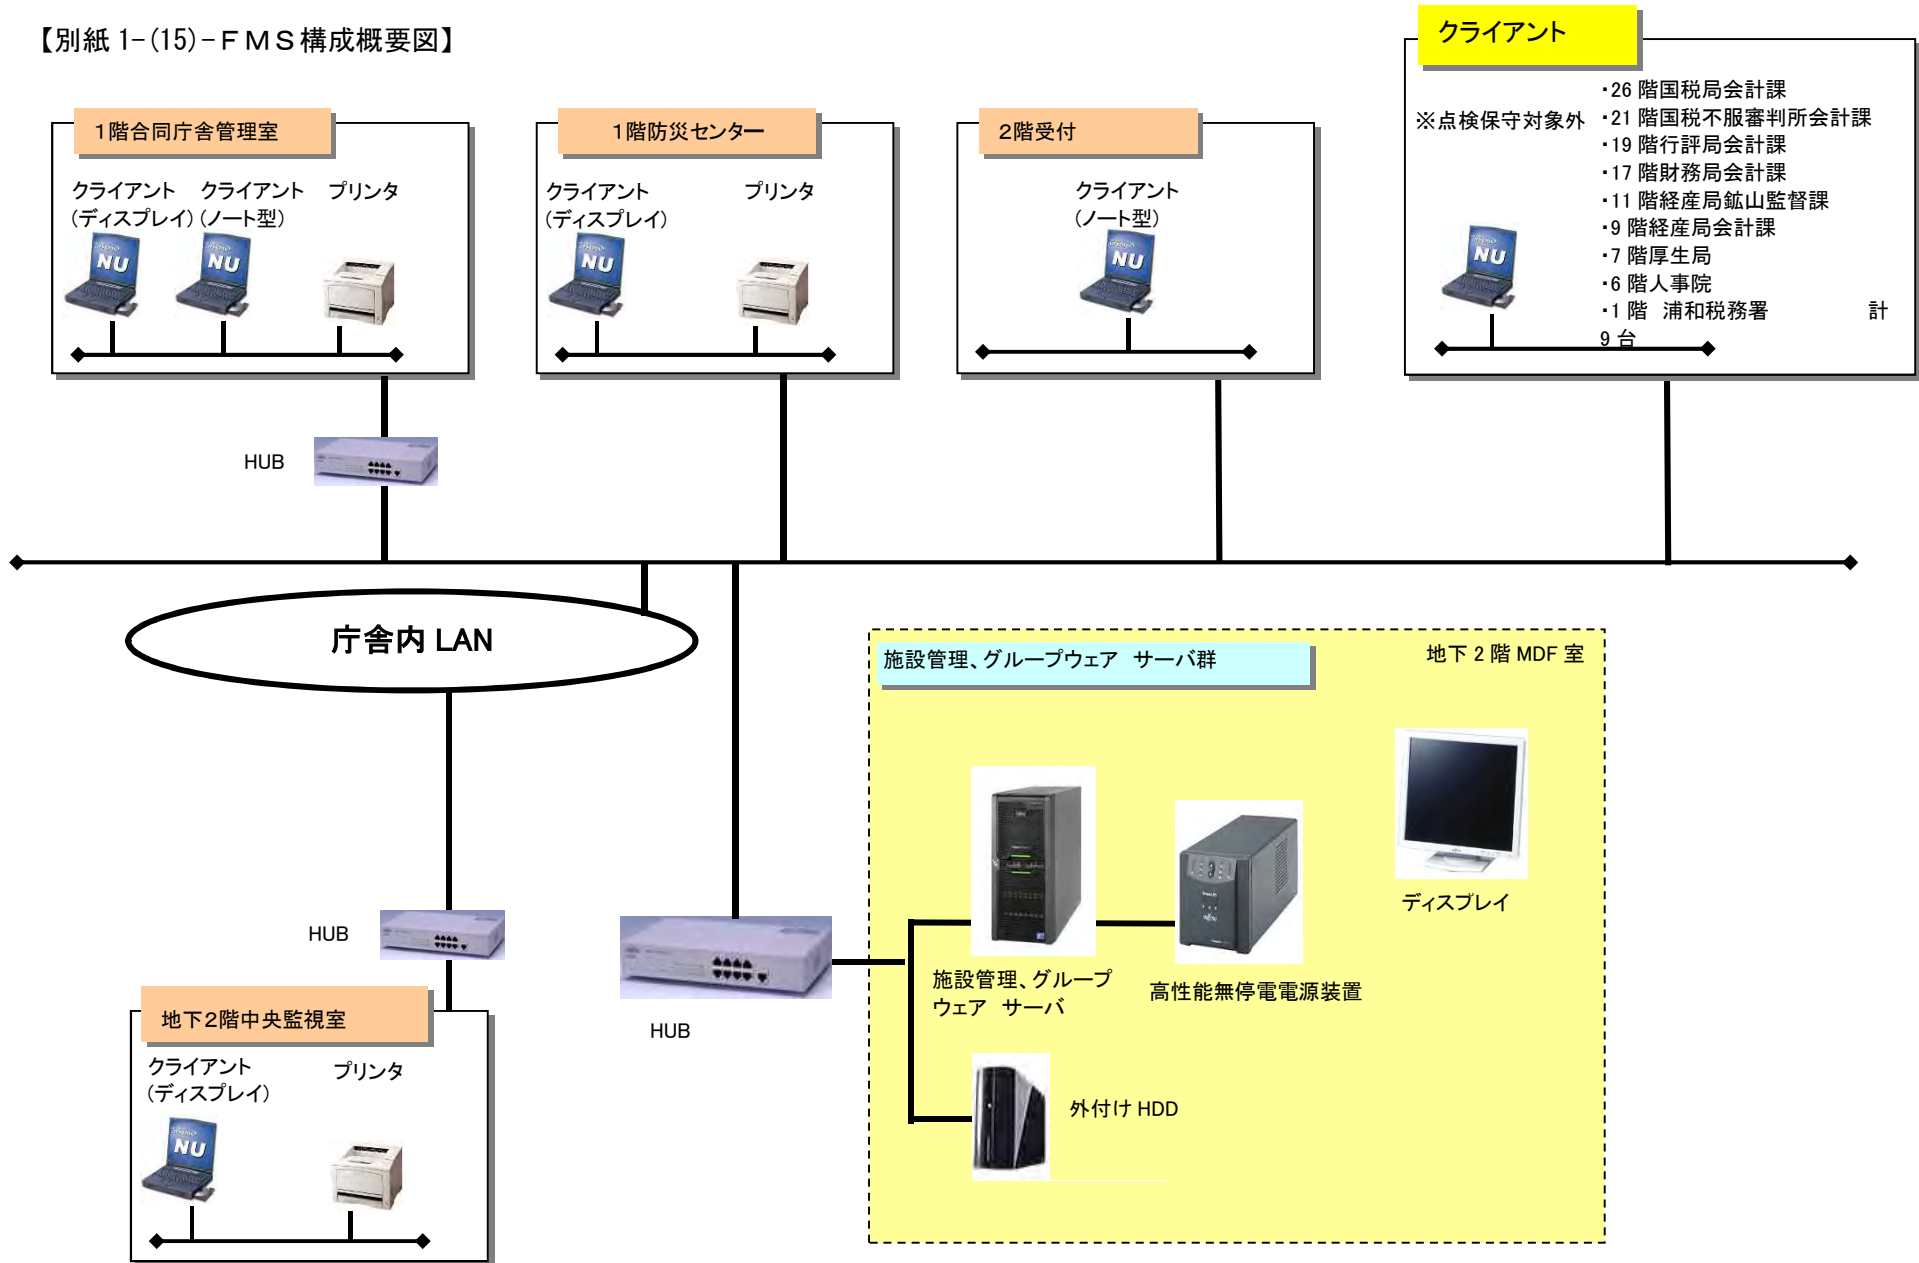 【別紙 1-(15)-ＦＭＳ構成概要図】
クライアント
※点検保守対象外
・26 階国税局会計課
・21 階国税不服審判所会計課
・19 階行評局会計課
・17 階財務局会計課
・11 階経産局鉱山監督課
・9 階経産局会計課
・7 階厚生局
・6 階人事院
・1 階 浦和税務署 計
9 台
1階合同庁舎管理室
クライアント
(ディスプレイ)
クライアント
(ノート型)
プリンタ
NU
NU
1階防災センター
クライアント
(ディスプレイ)
プリンタ
NU
2階受付
クライアント
(ノート型)
NU
NU
HUB
庁舎内 LAN
施設管理、グループウェア サーバ群
地下 2 階 MDF 室
ディスプレイ
施設管理、グループ
ウェア サーバ
高性能無停電電源装置
外付け HDD
HUB
HUB
地下2階中央監視室
クライアント
(ディスプレイ)
プリンタ
NU